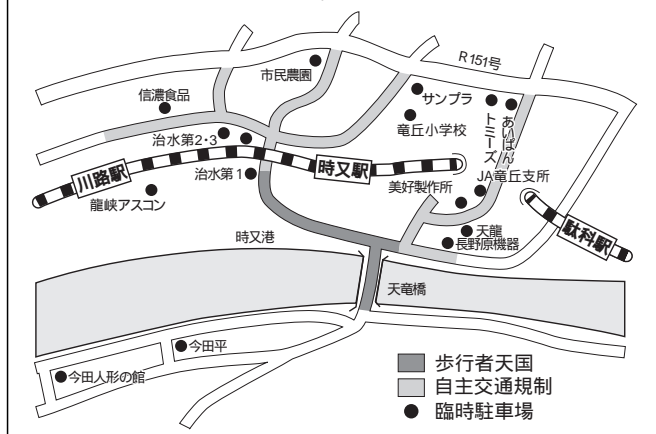 R151号
市民農園
サンプラ
信濃食品
竜丘小学校
トミーズ
あいぱん
治水第2・3
時又駅
JA竜丘支所
川路駅
治水第1
美好製作所
龍峡アスコン
駄科駅
時又港
天龍
長野原機器
天竜橋
今田平
今田人形の館
歩行者天国
自主交通規制
臨時駐車場